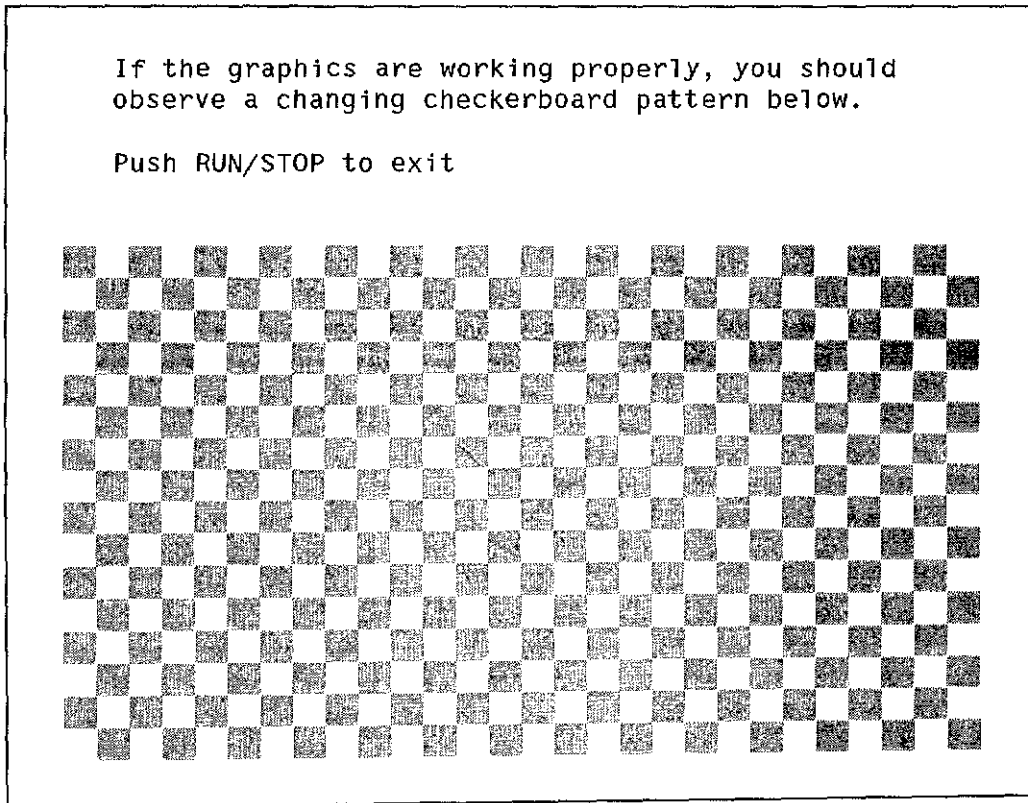 If the graphics are working properly, you should
observe a changing checkerboard pattern below.
Push RUN/STOP to exit